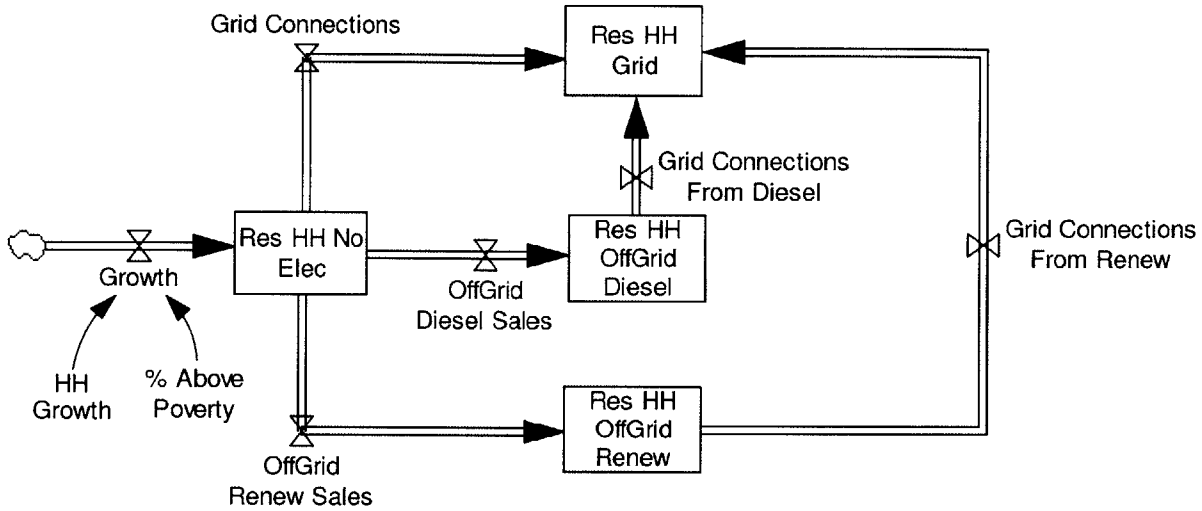 Grid Connections
Res HH
Grid
Grid Connections
From Diesel
Res HH No
Elec
Res HH
OffGrid
Diesel
Grid Connections
From Renew
Growth
OffGrid
Diesel Sales
HH
Growth
% Above
Poverty
Res HH
OffGrid
Renew
OffGrid
Renew Sales